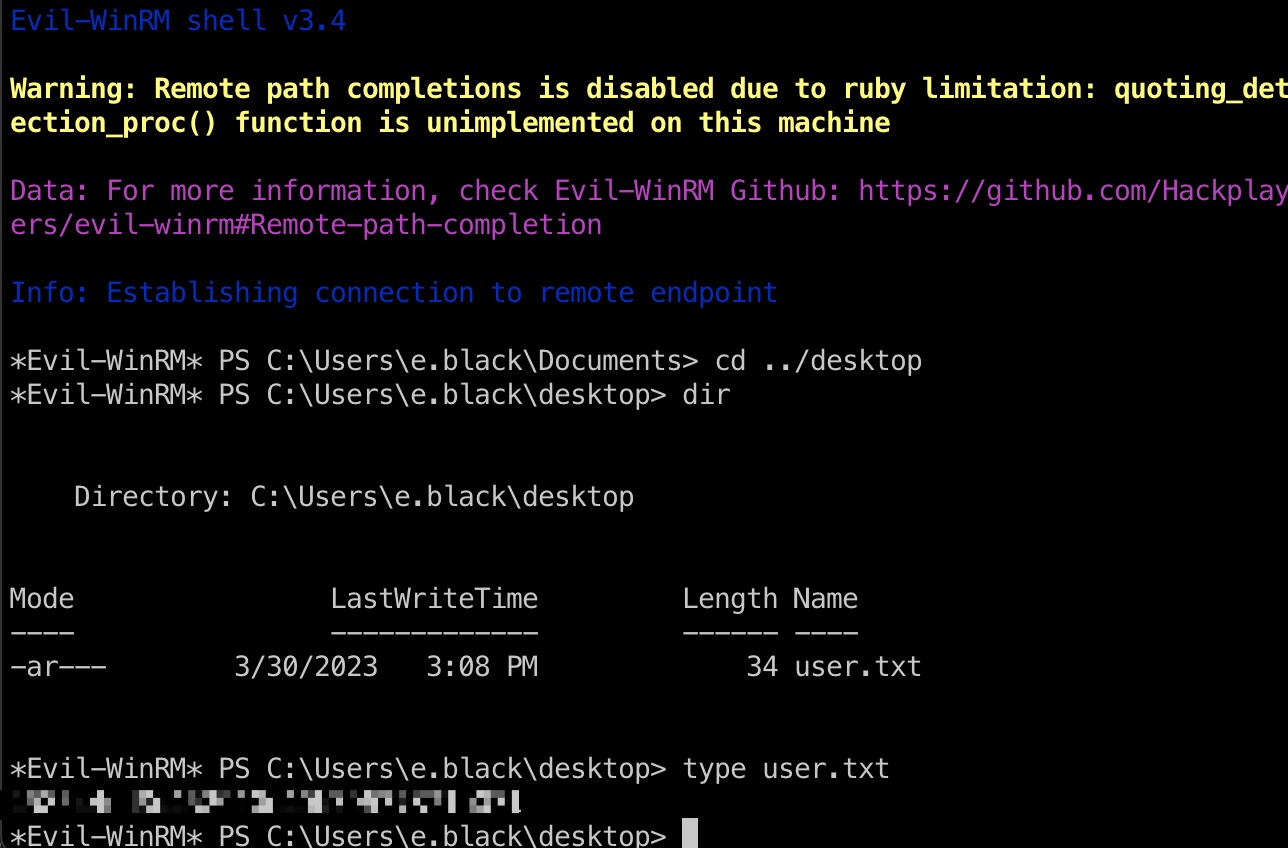 Evil-WinRM shell v3.4
Warning: Remote path completions is disabled due to ruby limitation: quoting_det
ection_proc() function is unimplemented on this machine
Data: For more information, check Evil-WinRM Github: https://github.com/Hackplay
ers/evil-winrm#Remote-path-completion
Info: Establishing connection to remote endpoint
*Evil-WinRM* PS C:\Users\e.black\Documents> cd ../desktop
*Evil-WinRM* PS C:\Users\e.black\desktop> dir
Directory: C:\Users\e.black\desktop
Mode                LastWriteTime         Length Name
----                -------------         ------ ----
-ar---        3/30/2023   3:08 PM             34 user.txt
*Evil-WinRM* PS C:\Users\e.black\desktop> type user.txt
*Evil-WinRM* PS C:\Users\e.black\desktop>